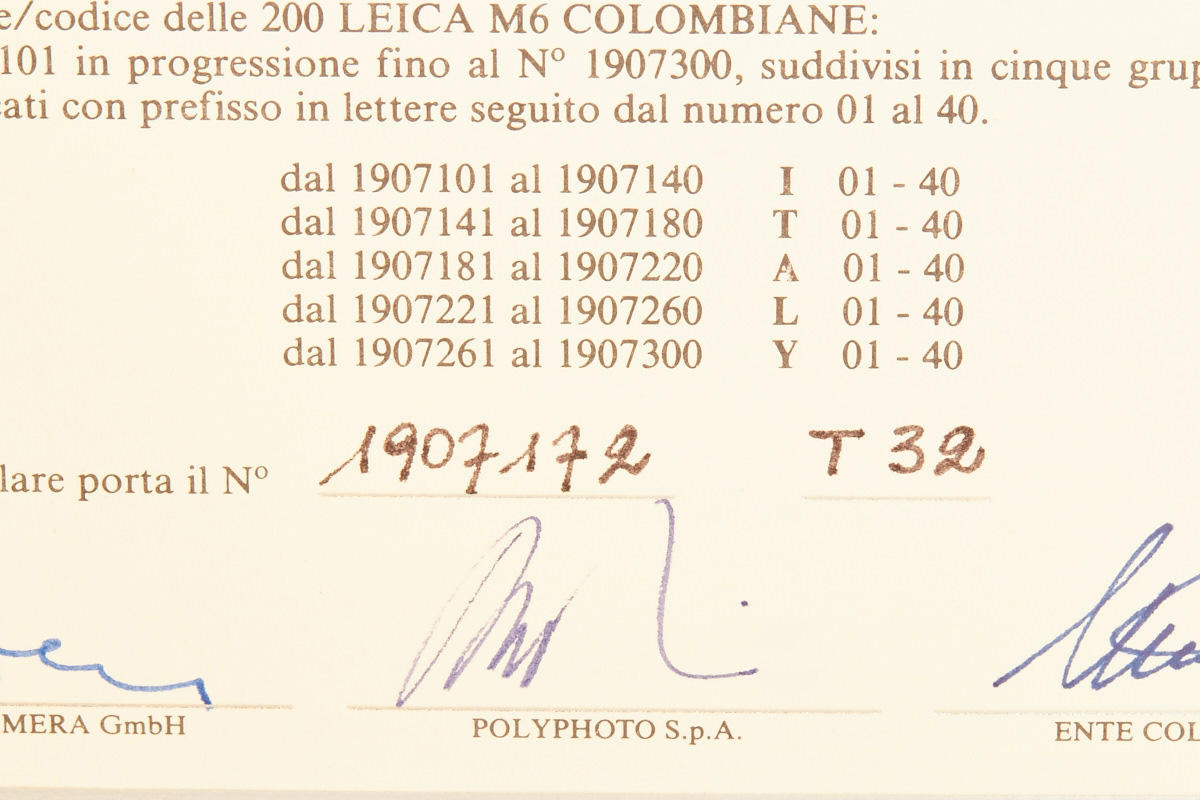 e/codice delle 200 LEICA M6 COLOMBIANE:
101 in progressione fino al N° 1907300, suddivisi in cinque grup
cati con prefisso in lettere seguito dal numero 01 al 40.
dal 1907101 al 1907140 I 01 - 40
dal 1907141 al 1907180 T 01 - 40
dal 1907181 al 1907220 A 01 - 40
dal 1907221 al 1907260 L 01 - 40
dal 1907261 al 1907300 Y 01 - 40
lare porta il N° 1907172 T 32
MERA GmbH POLYPHOTO S.p.A. ENTE COL